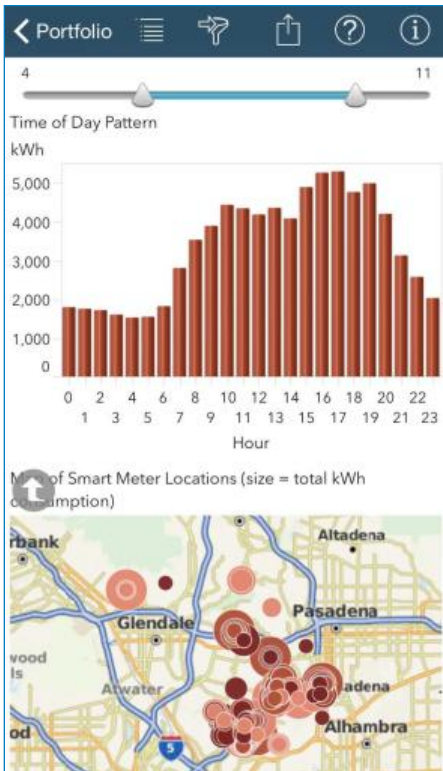 Portfolio
4 11
Time of Day Pattern
kWh
5,000
4,000
3,000
2,000
1,000
0
0 2 4 6 8 10 12 14 16 18 20 22
1 3 5 7 9 11 13 15 17 19 21 23
Hour
Map of Smart Meter Locations (size = total kWh
consumption)
rbank
Altadena
Glendale
Pasadena
wood
ls
Atwater
adena
od
5
Alhambra